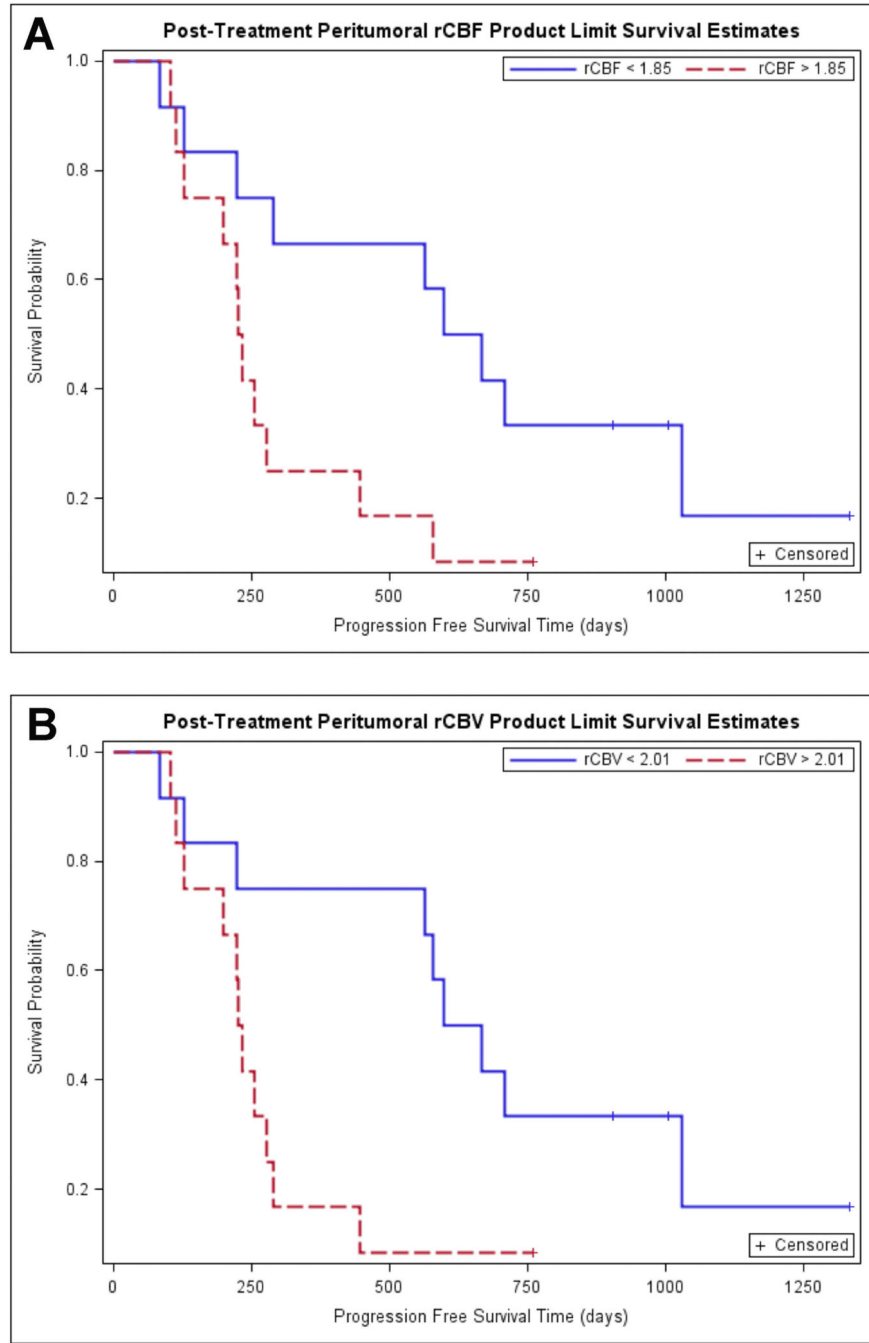 A
Post-Treatment Peritumoral rCBF Product Limit Survival Estimates
rCBF < 1.85 rCBF > 1.85
1.0
0.8
0.6
0.4
0.2
Survival Probability
+ Censored
0 250 500 750 1000 1250
Progression Free Survival Time (days)
B
Post-Treatment Peritumoral rCBV Product Limit Survival Estimates
rCBV < 2.01 rCBV > 2.01
1.0
0.8
0.6
0.4
0.2
Survival Probability
+ Censored
0 250 500 750 1000 1250
Progression Free Survival Time (days)